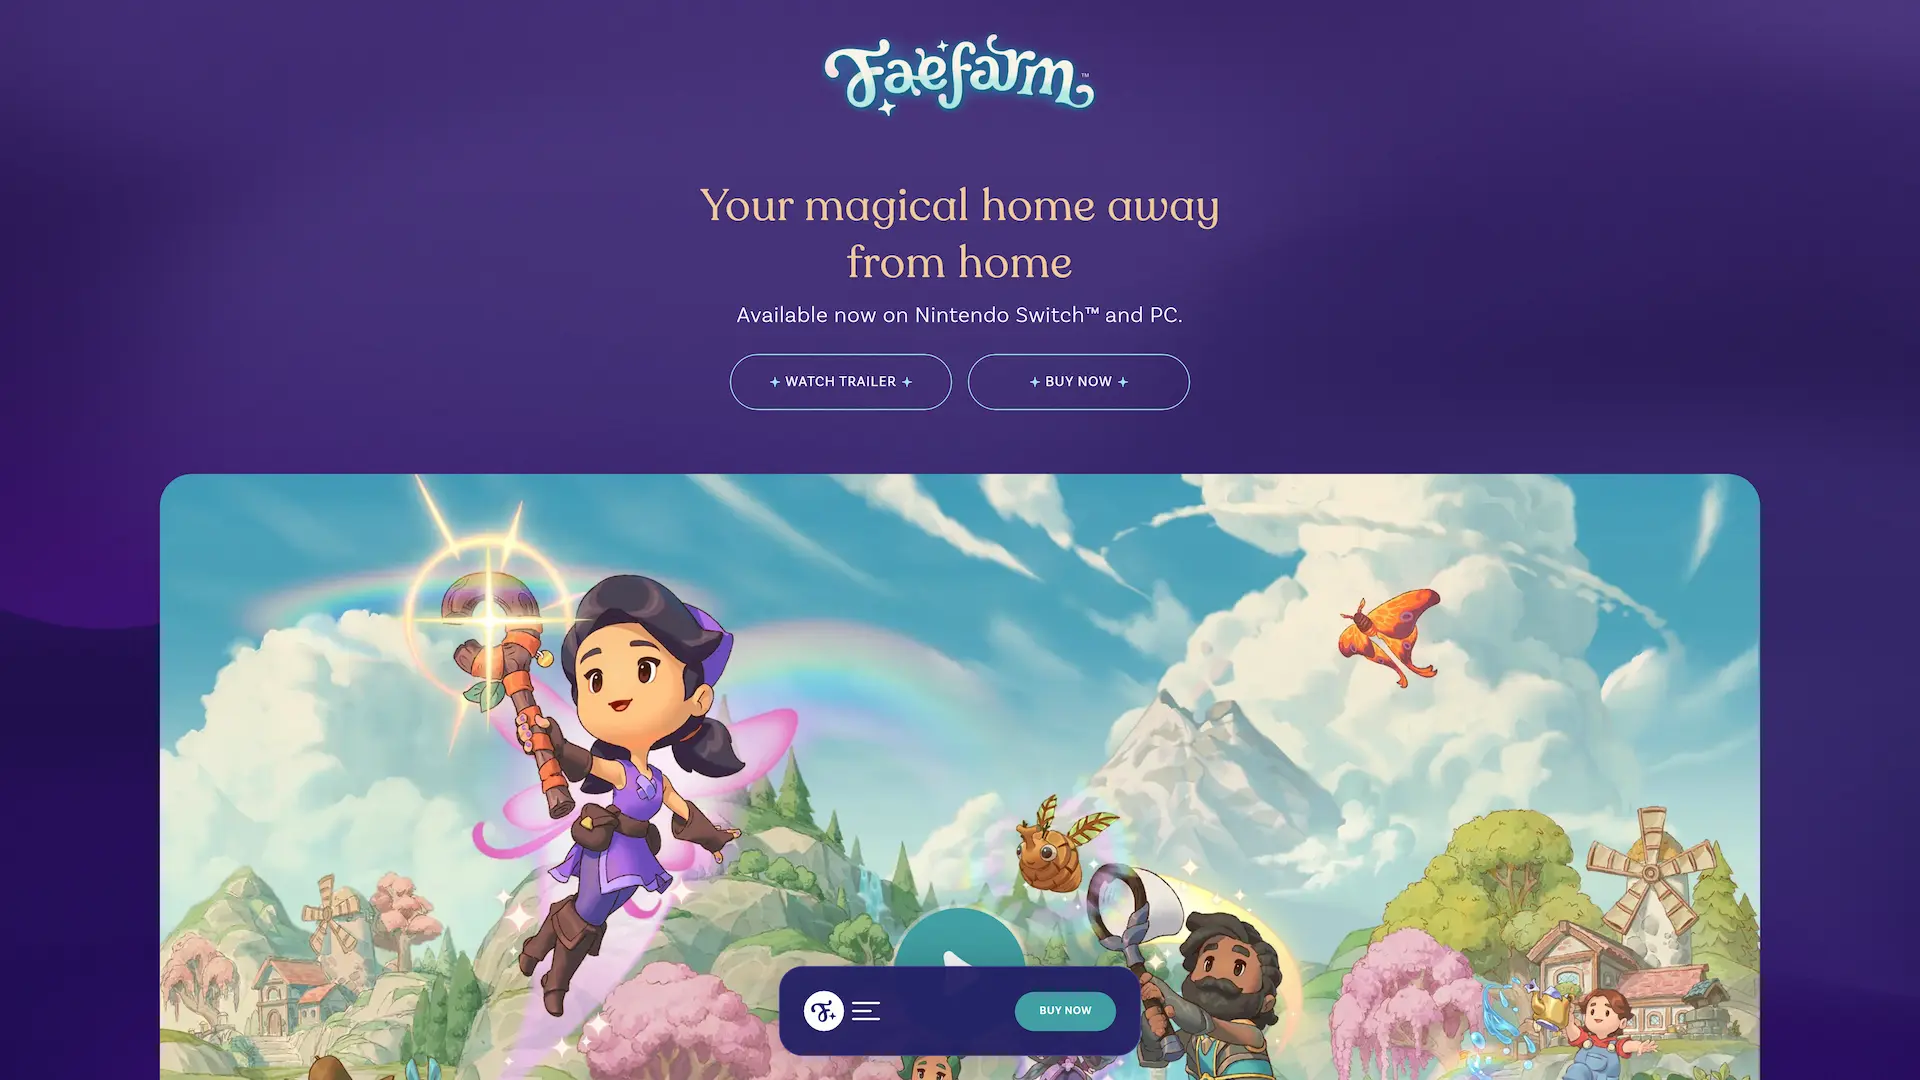 Faefarm™
Your magical home away
from home
Available now on Nintendo Switch™ and PC.
WATCH TRAILER
BUY NOW
F
BUY NOW